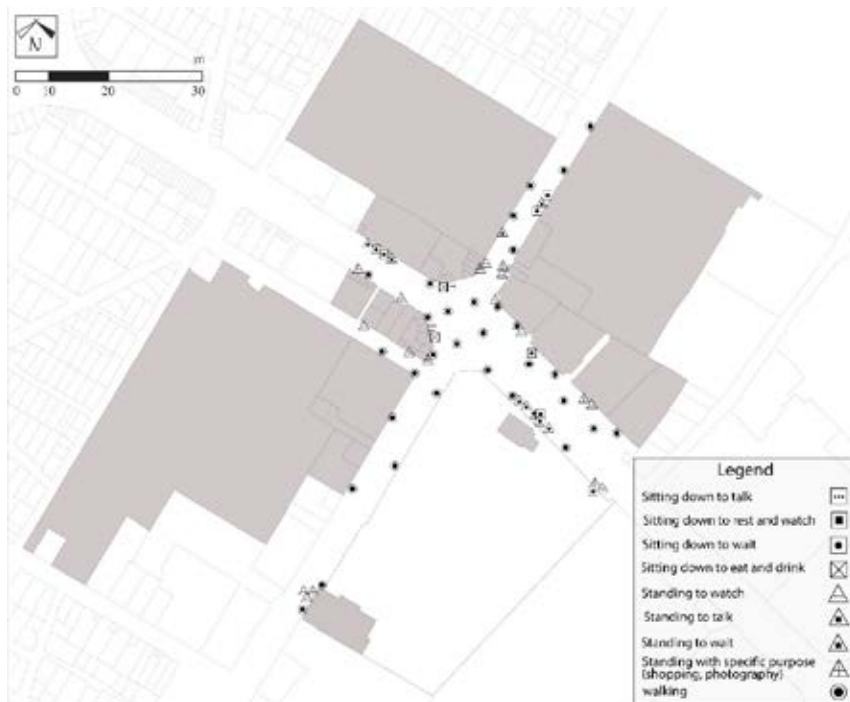 N
m
0 10 20 30
Legend
Sitting down to talk
Sitting down to rest and watch
Sitting down to wait
Sitting down to eat and drink
Standing to watch
Standing to talk
Standing to wait
Standing with specific purpose
(shopping, photography)
walking